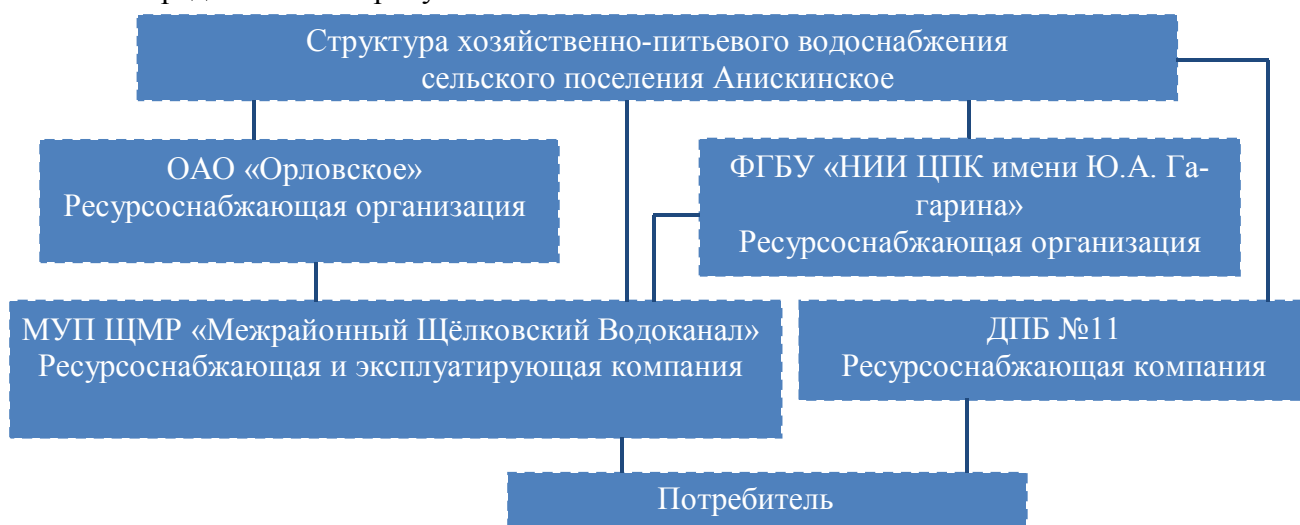 Структура хозяйственно-питьевого водоснабжения
сельского поселения Анискинское
ОАО «Орловское»
Ресурсоснабжающая организация
ФГБУ «НИИ ЦПК имени Ю.А. Га-
гарина»
Ресурсоснабжающая организация
МУП ЩМР «Межрайонный Щёлковский Водоканал»
Ресурсоснабжающая и эксплуатирующая компания
ДПБ №11
Ресурсоснабжающая компания
Потребитель